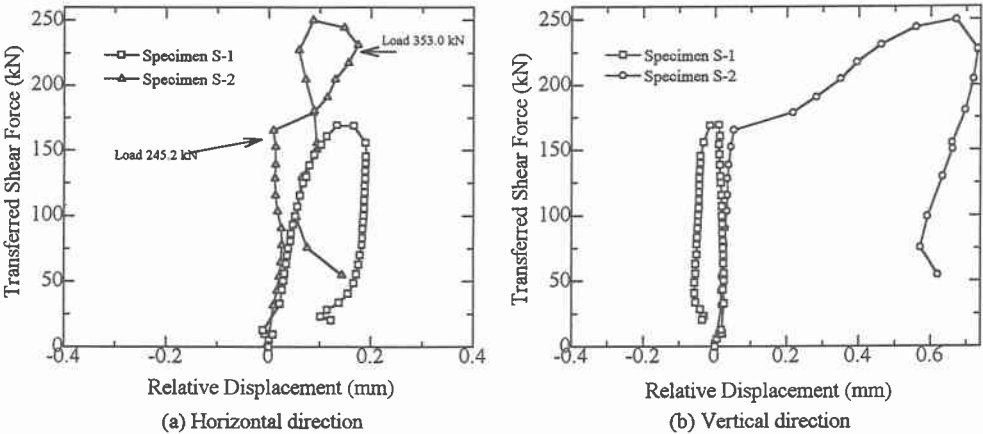 Transferred Shear Force (kN)
250
200
150
100
50
0
-0.4
-0.2
0
0.2
0.4
Specimen S-1
Specimen S-2
Load 353.0 kN
Load 245.2 kN
Relative Displacement (mm)
(a) Horizontal direction
Transferred Shear Force (kN)
250
200
150
100
50
0
-0.4
-0.2
0
0.2
0.4
0.6
Specimen S-1
Specimen S-2
Relative Displacement (mm)
(b) Vertical direction